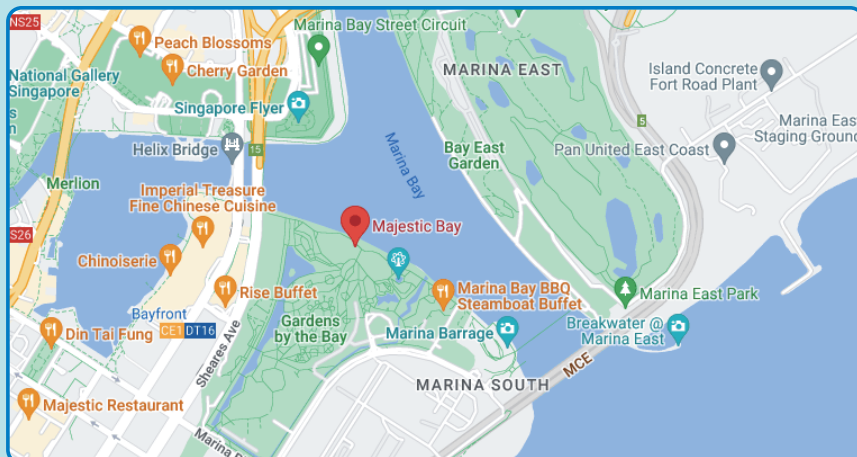 NS25
Marina Bay Street Circuit
Peach Blossoms
Cherry Garden
National Gallery
Singapore
MARINA EAST
Island Concrete
Fort Road Plant
Singapore Flyer
5
Marina East
Staging Ground
Helix Bridge
15
Marina Bay
Bay East
Garden
Pan United East Coast
Merlion
Imperial Treasure
Fine Chinese Cuisine
S26
Majestic Bay
Chinoiserie
Rise Buffet
Marina Bay BBQ
Steamboat Buffet
Marina East Park
Bayfront
CE1 DT16
Din Tai Fung
Sheares Ave
Gardens
by the Bay
Marina Barrage
Breakwater @
Marina East
MCE
MARINA SOUTH
Majestic Restaurant
Marina